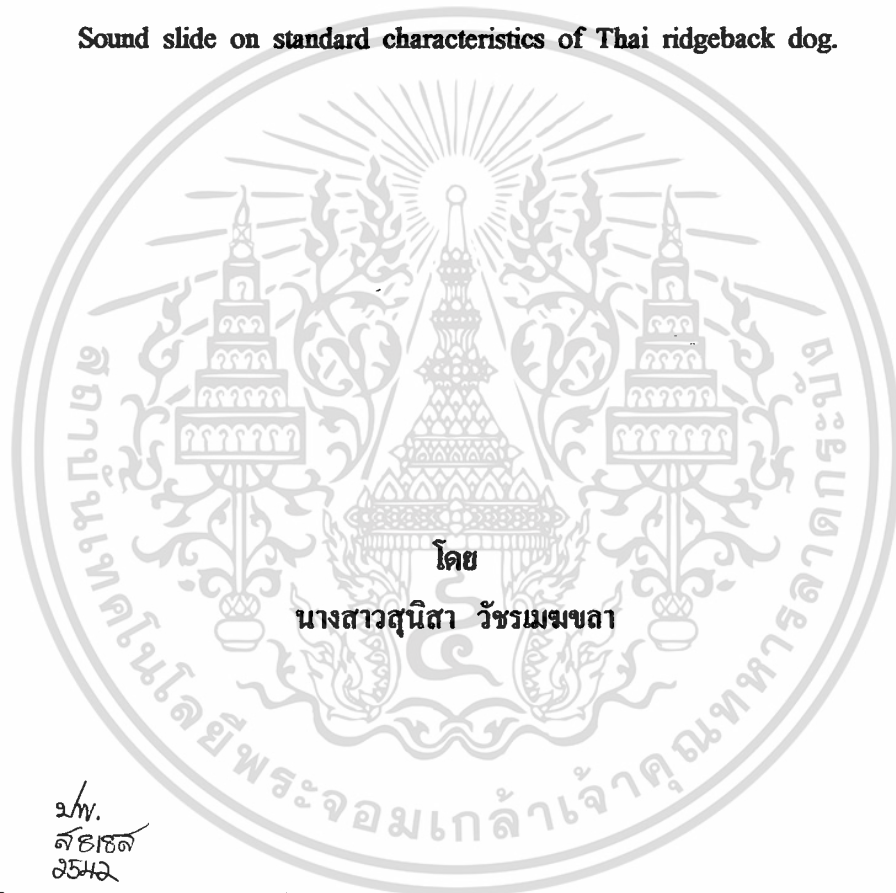 Sound slide on standard characteristics of Thai ridgeback dog.
สถาบันเทคโนโลยีพระจอมเกล้าเจ้าคุณทหารลาดกระบัง
โดย
นางสาวสุนิสา วัชรเมฆขลา
ปพ.
2542